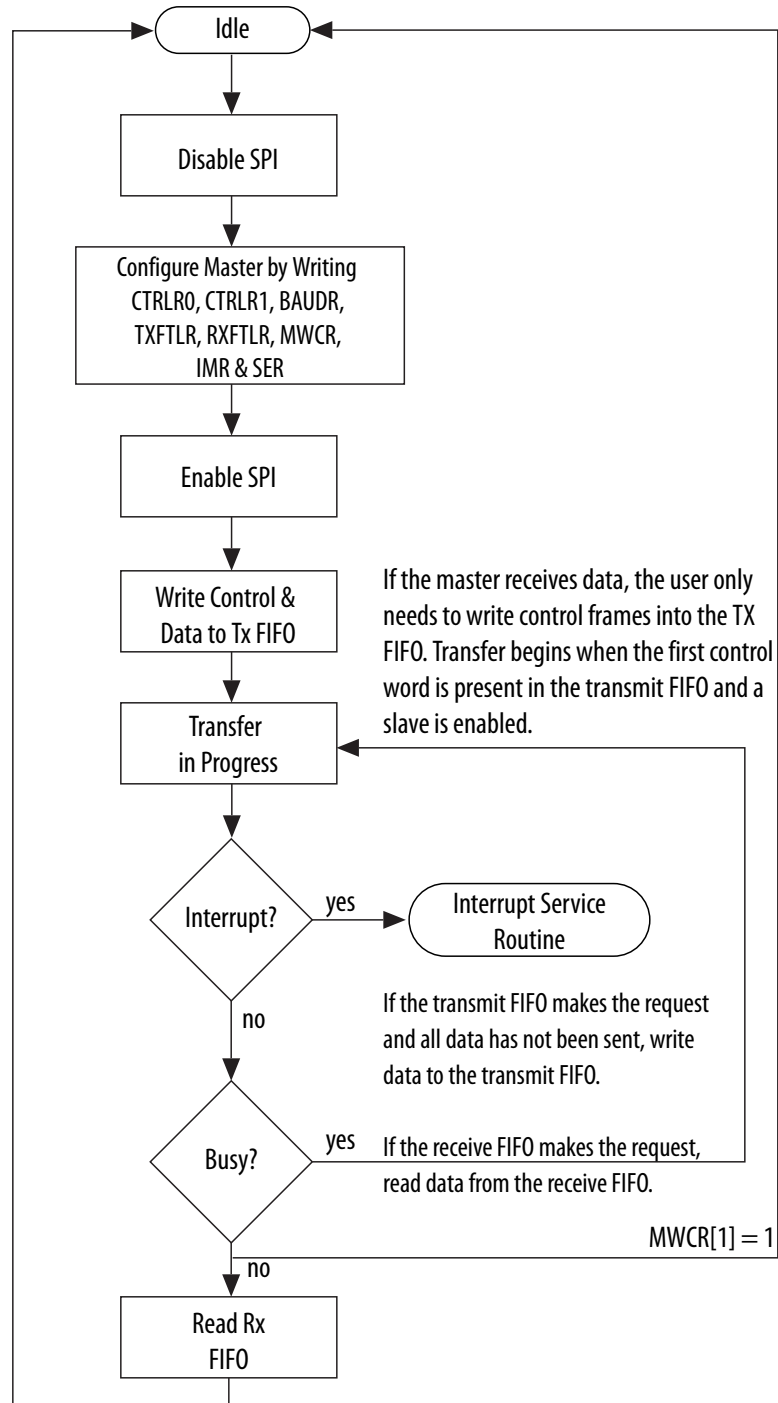 Idle
Disable SPI
Configure Master by Writing
CTRLR0, CTRLR1, BAUDR,
TXFTLR, RXFTLR, MWCR,
IMR & SER
Enable SPI
Write Control &
Data to Tx FIFO
If the master receives data, the user only
needs to write control frames into the TX
FIFO. Transfer begins when the first control
word is present in the transmit FIFO and a
slave is enabled.
Transfer
in Progress
Interrupt?
yes
Interrupt Service
Routine
no
If the transmit FIFO makes the request
and all data has not been sent, write
data to the transmit FIFO.
Busy?
yes
If the receive FIFO makes the request,
read data from the receive FIFO.
MWCR[1] = 1
no
Read Rx
FIFO